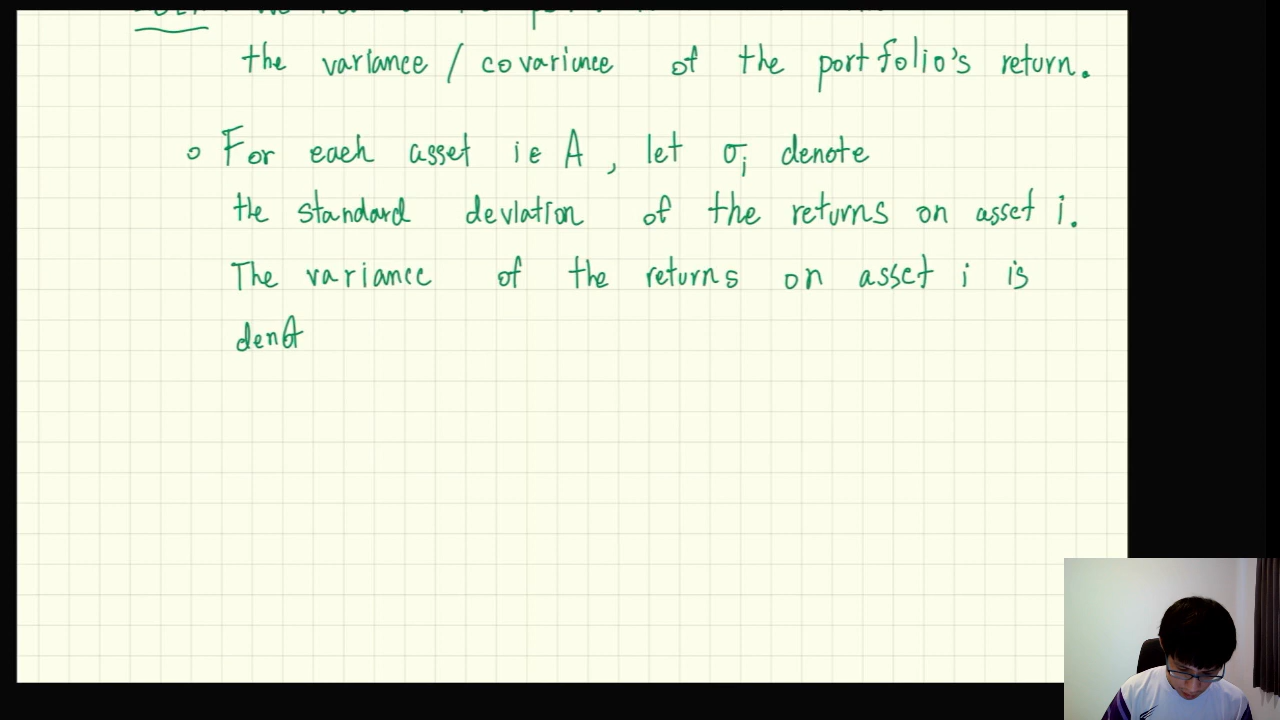 the variance / covariance of the portfolio's return.
o For each asset i ∈ A, let σi denote
the standard deviation of the returns on asset i.
The variance of the returns on asset i is
denot